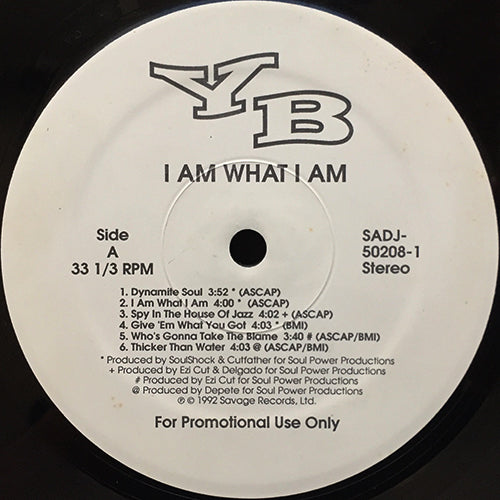 YB
I AM WHAT I AM
Side
A
33 1/3 RPM
SADJ-
50208-1
Stereo
1. Dynamite Soul 3:52 * (ASCAP)
2. I Am What I Am 4:00 * (ASCAP)
3. Spy In The House Of Jazz 4:02 + (ASCAP)
4. Give 'Em What You Got 4:03 * (BMI)
5. Who's Gonna Take The Blame 3:40 # (ASCAP/BMI)
6. Thicker Than Water 4:03 @ (ASCAP/BMI)
* Produced by SoulShock & Cutfather for Soul Power Productions
+ Produced by Ezi Cut & Delgado for Soul Power Productions
# Produced by Ezi Cut for Soul Power Productions
@ Produced by Depete for Soul Power Productions
℗ © 1992 Savage Records, Ltd.
For Promotional Use Only